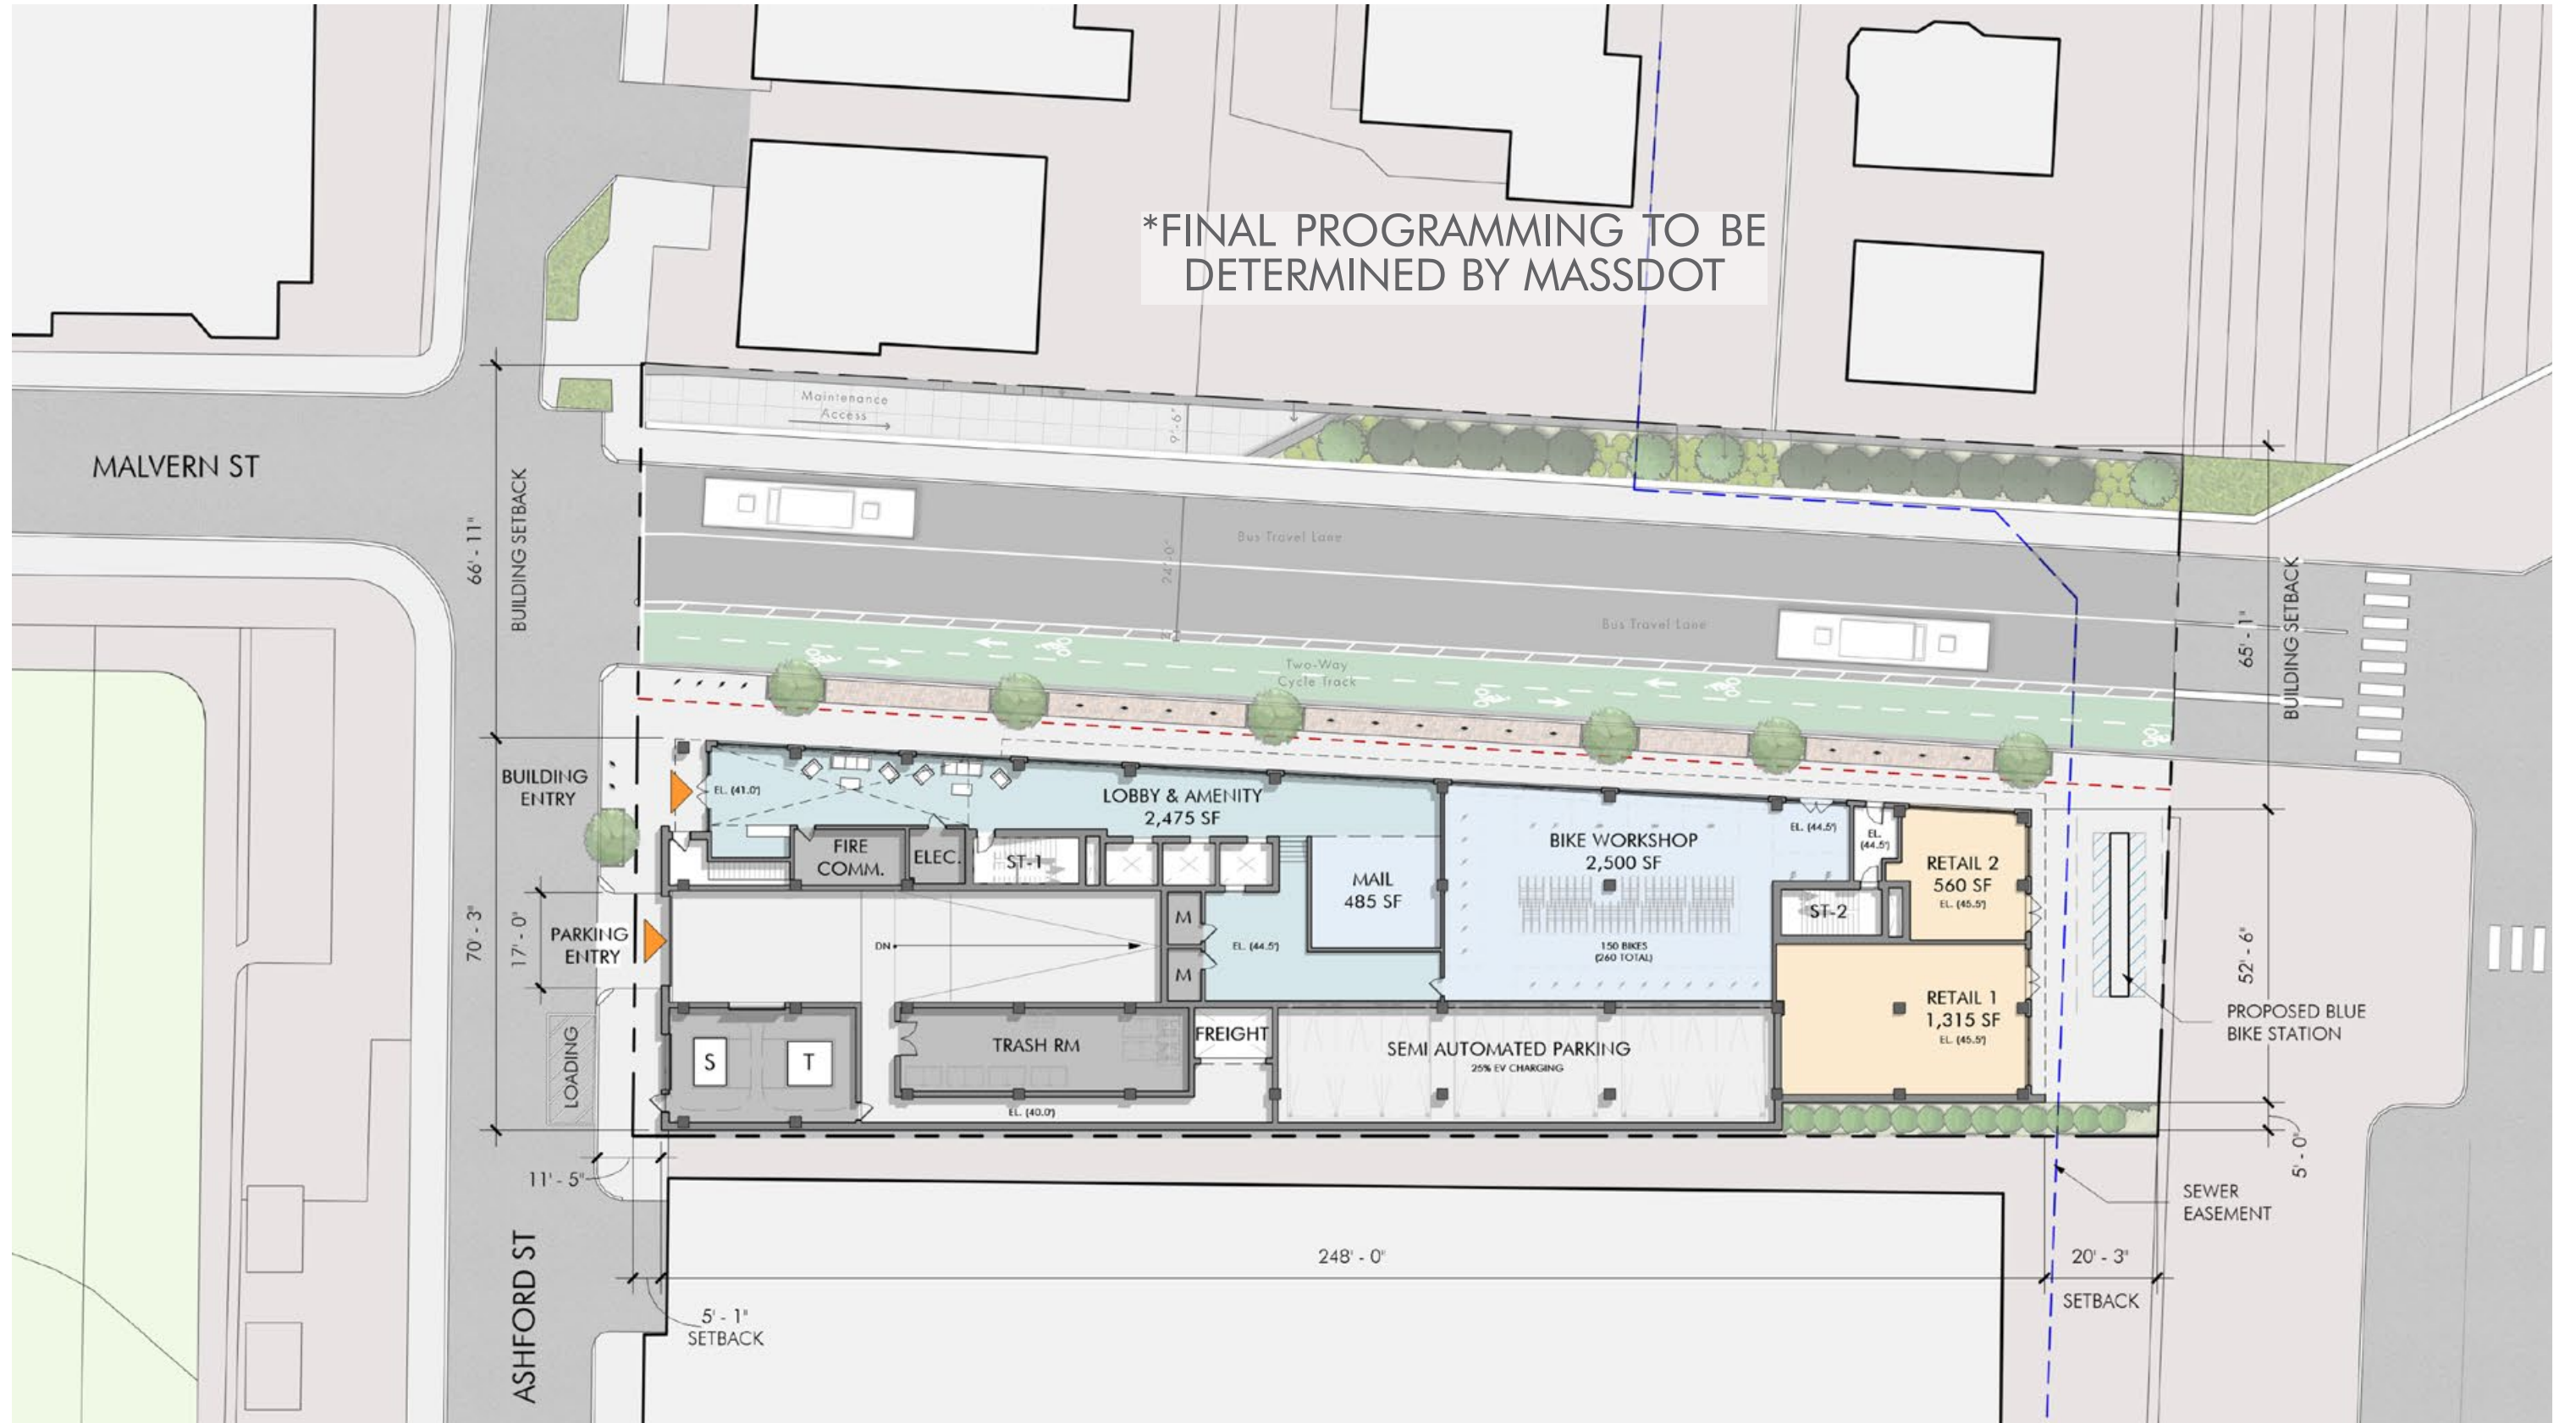 *FINAL PROGRAMMING TO BE
DETERMINED BY MASSDOT
Maintenance
Access
9'-6"
MALVERN ST
66' - 11"
BUILDING SETBACK
Bus Travel Lane
24'-0"
Bus Travel Lane
Two-Way
Cycle Track
65' - 1"
BUILDING SETBACK
BUILDING
ENTRY
EL. (41.0')
LOBBY & AMENITY
2,475 SF
FIRE
COMM.
ELEC.
ST-1
MAIL
485 SF
BIKE WORKSHOP
2,500 SF
EL. (44.5')
EL.
(44.5')
RETAIL 2
560 SF
EL. (45.5')
ST-2
150 BIKES
(260 TOTAL)
70' - 3"
17' - 0"
PARKING
ENTRY
DN
M
M
EL. (44.5')
52' - 6"
RETAIL 1
1,315 SF
EL. (45.5')
PROPOSED BLUE
BIKE STATION
LOADING
S
T
TRASH RM
FREIGHT
SEMI AUTOMATED PARKING
25% EV CHARGING
EL. (40.0')
5' - 0"
11' - 5"
SEWER
EASEMENT
ASHFORD ST
248' - 0"
20' - 3"
SETBACK
5' - 1"
SETBACK